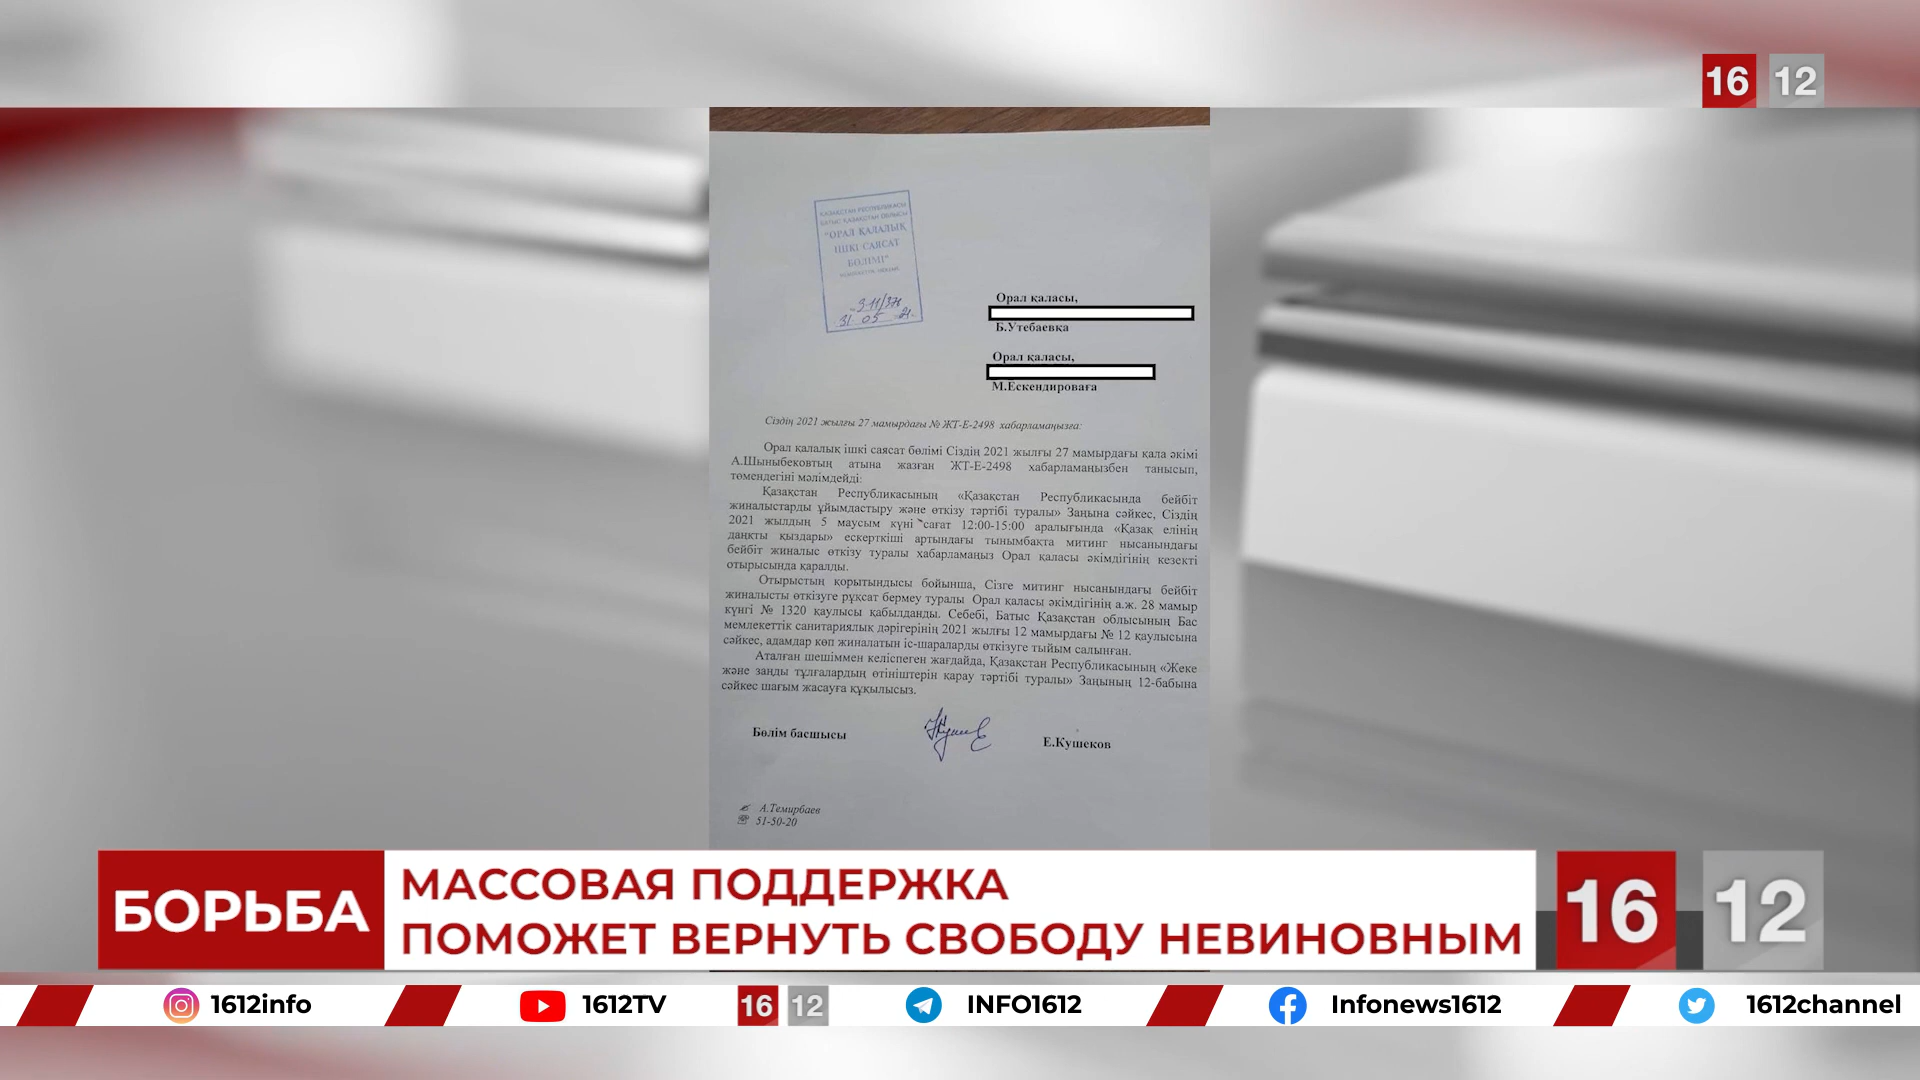 16 12
ҚАЗАҚСТАН РЕСПУБЛИКАСЫ
БАТЫС ҚАЗАҚСТАН ОБЛЫСЫ
"ОРАЛ ҚАЛАЛЫҚ
ІШКІ САЯСАТ
БӨЛІМІ"
31 05 21
Орал қаласы,
Б.Утебаевқа
Орал қаласы,
М.Ескендироваға
Сіздің 2021 жылғы 27 мамырдағы № ЖТ-Е-2498 хабарламаңызға:
Орал қалалық ішкі саясат бөлімі Сіздің 2021 жылғы 27 мамырдағы қала әкімі
А.Шыныбековтың атына жазған ЖТ-Е-2498 хабарламаңызбен танысып,
төмендегіні мәлімдейді:
Қазақстан Республикасының «Қазақстан Республикасында бейбіт
жиналыстарды ұйымдастыру және өткізу тәртібі туралы» Заңына сәйкес, Сіздің
2021 жылдың 5 маусым күні сағат 12:00-15:00 аралығында «Қазақ елінің
даңқты қыздары» ескерткіші артындағы тынымбақта митинг нысанындағы
бейбіт жиналыс өткізу туралы хабарламаңыз Орал қаласы әкімдігінің кезекті
отырысында қаралды.
Отырыстың қорытындысы бойынша, Сізге митинг нысанындағы бейбіт
жиналысты өткізуге рұқсат бермеу туралы Орал қаласы әкімдігінің а.ж. 28 мамыр
күнгі № 1320 қаулысы қабылданды. Себебі, Батыс Қазақстан облысының Бас
мемлекеттік санитариялық дәрігерінің 2021 жылғы 12 мамырдағы № 12 қаулысына
сәйкес, адамдар көп жиналатын іс-шараларды өткізуге тыйым салынған.
Аталған шешіммен келіспеген жағдайда, Қазақстан Республикасының «Жеке
және заңды тұлғалардың өтініштерін қарау тәртібі туралы» Заңының 12-бабына
сәйкес шағым жасауға құқылысыз.
Бөлім басшысы Е.Кушеков
А.Темирбаев
51-50-20
БОРЬБА
МАССОВАЯ ПОДДЕРЖКА
ПОМОЖЕТ ВЕРНУТЬ СВОБОДУ НЕВИНОВНЫМ
16 12
1612info 1612TV 16 12 INFO1612 Infonews1612 1612channel